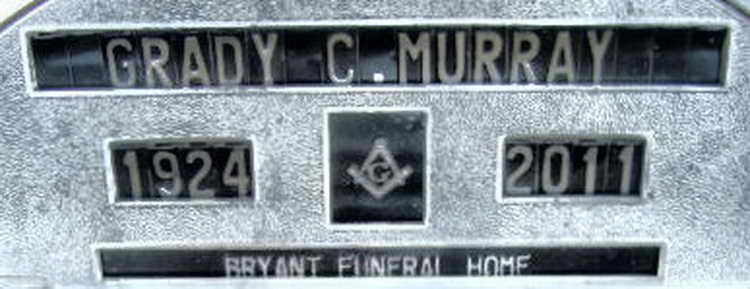 GRADY C. MURRAY
1924 G 2011
BRYANT FUNERAL HOME